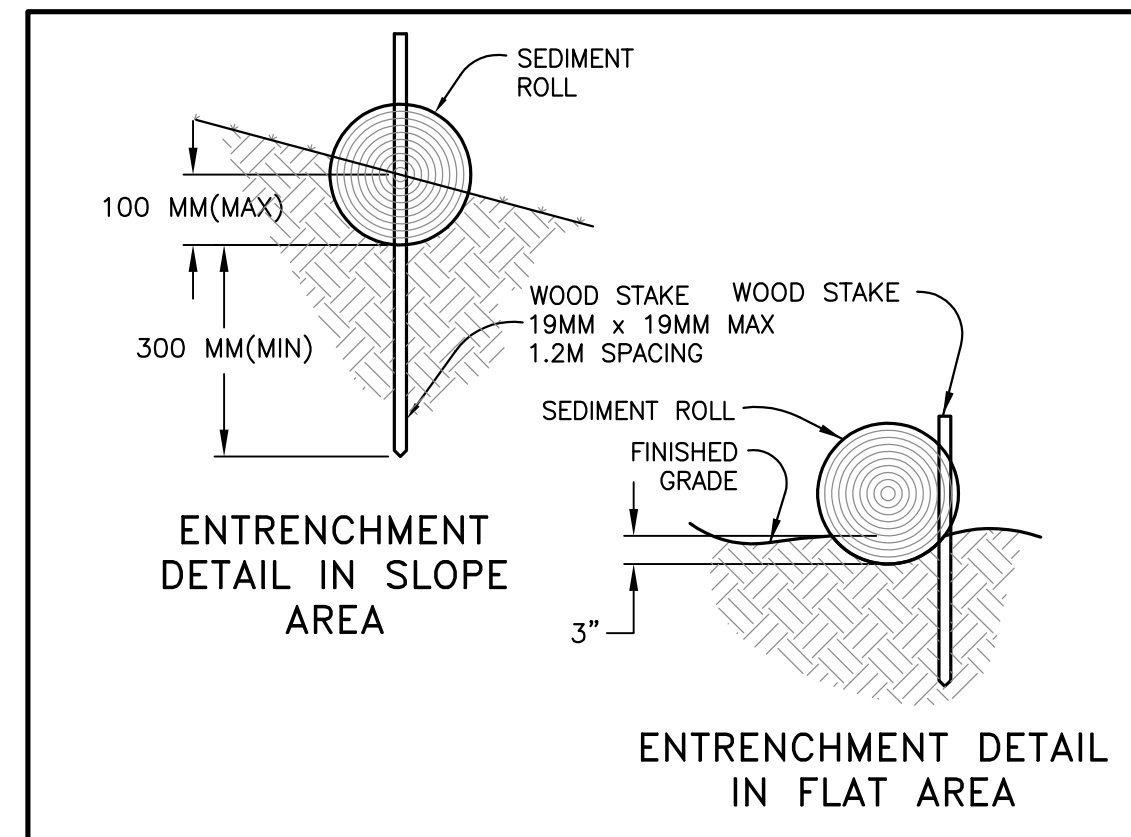 SEDIMENT
ROLL
100 MM(MAX)
300 MM(MIN)
WOOD STAKE
19MM x 19MM MAX
1.2M SPACING
ENTRENCHMENT
DETAIL IN SLOPE
AREA
WOOD STAKE
SEDIMENT ROLL
FINISHED
GRADE
3”
ENTRENCHMENT DETAIL
IN FLAT AREA